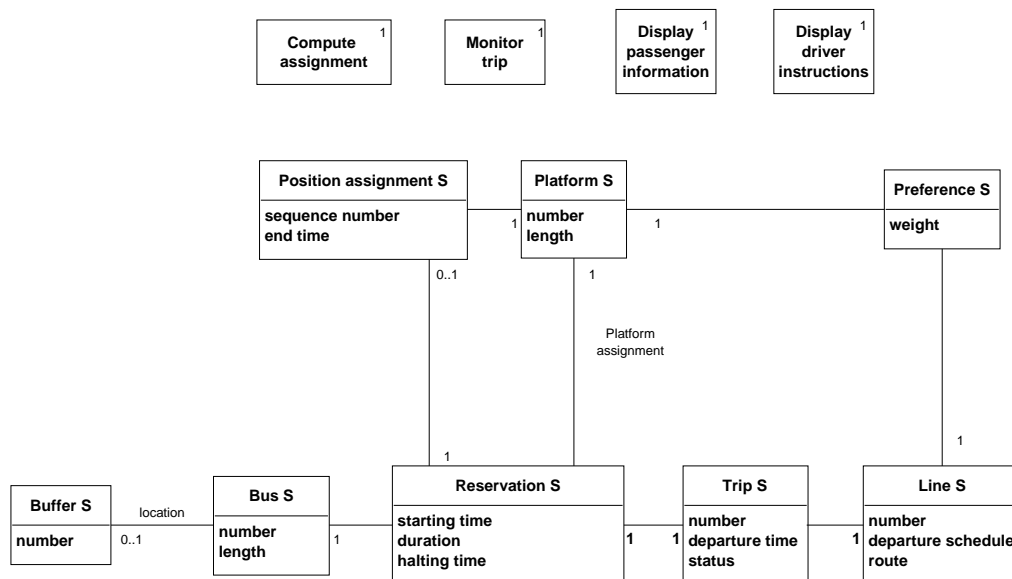 Compute
assignment
1
Monitor
trip
1
Display
passenger
information
1
Display
driver
instructions
1
Position assignment S
sequence number
end time
Platform S
number
length
Preference S
weight
1
1
0..1
1
Platform
assignment
1
1
Buffer S
number
location
0..1
Bus S
number
length
1
Reservation S
starting time
duration
halting time
1
1
Trip S
number
departure time
status
1
Line S
number
departure schedule
route